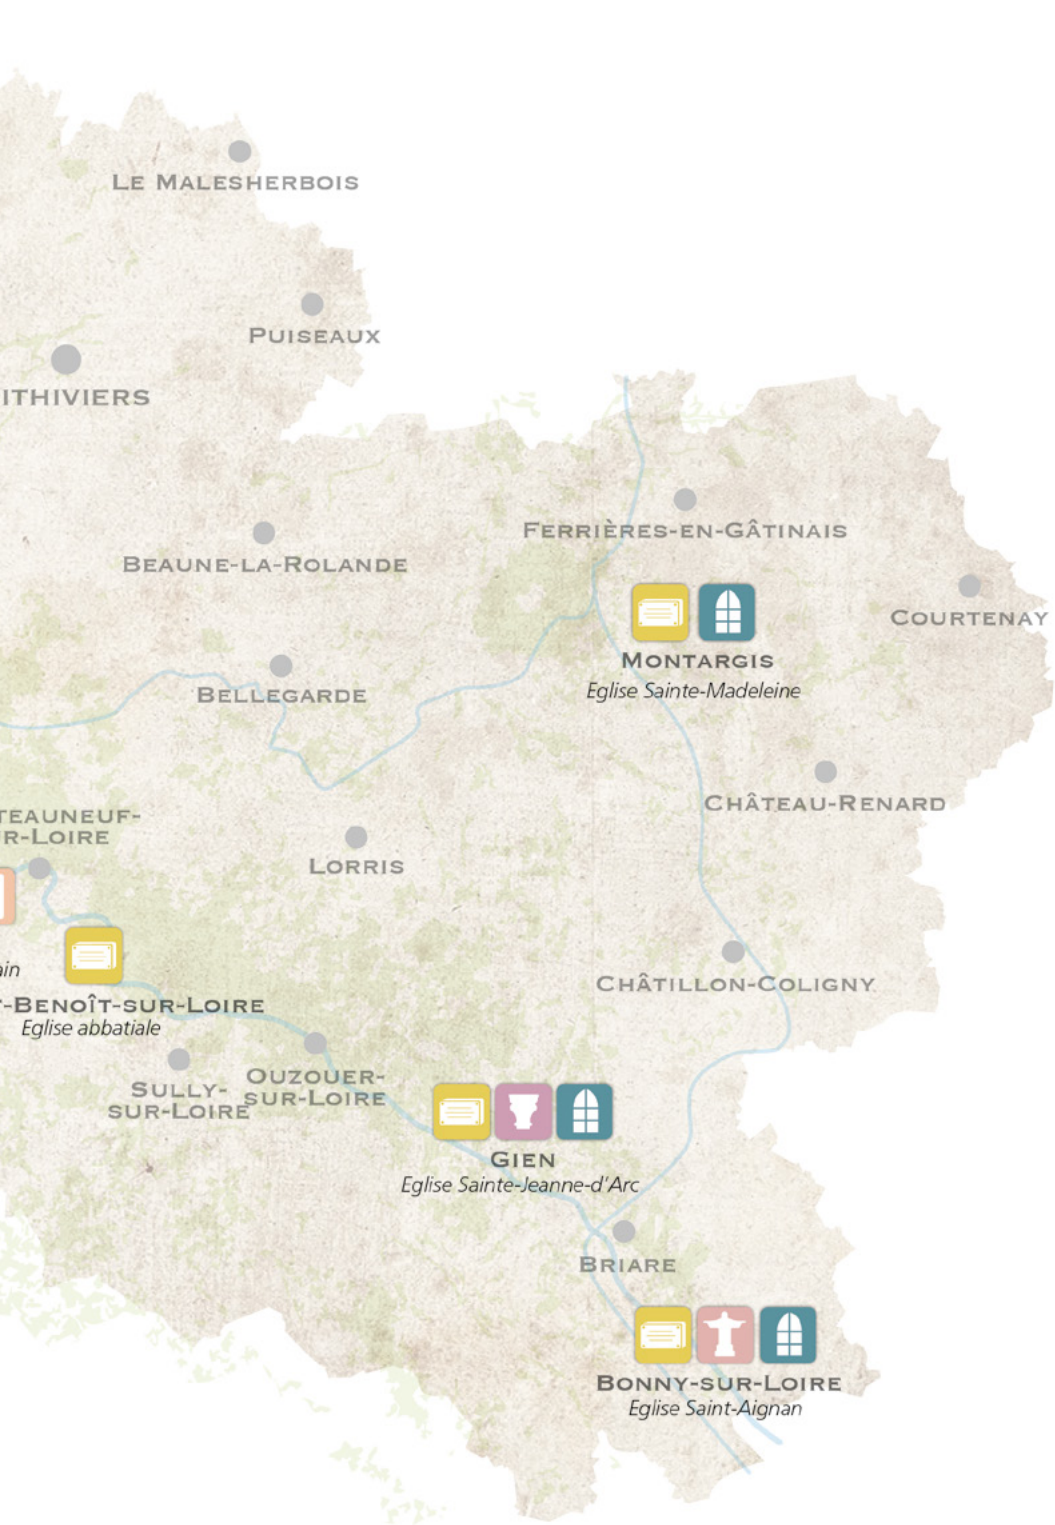 LE MALESHERBOIS
PUISEAUX
ITHIVIERS
FERRIÈRES-EN-GÂTINAIS
BEAUNE-LA-ROLANDE
COURTENAY
MONTARGIS
Eglise Sainte-Madeleine
BELLEGARDE
CHÂTEAU-RENARD
TEAUNEUF-
R-LOIRE
LORRIS
ain
CHÂTILLON-COLIGNY
-BENOÎT-SUR-LOIRE
Eglise abbatiale
OUZOUER-
SUR-LOIRE
SULLY-
SUR-LOIRE
GIEN
Eglise Sainte-Jeanne-d'Arc
BRIARE
BONNY-SUR-LOIRE
Eglise Saint-Aignan